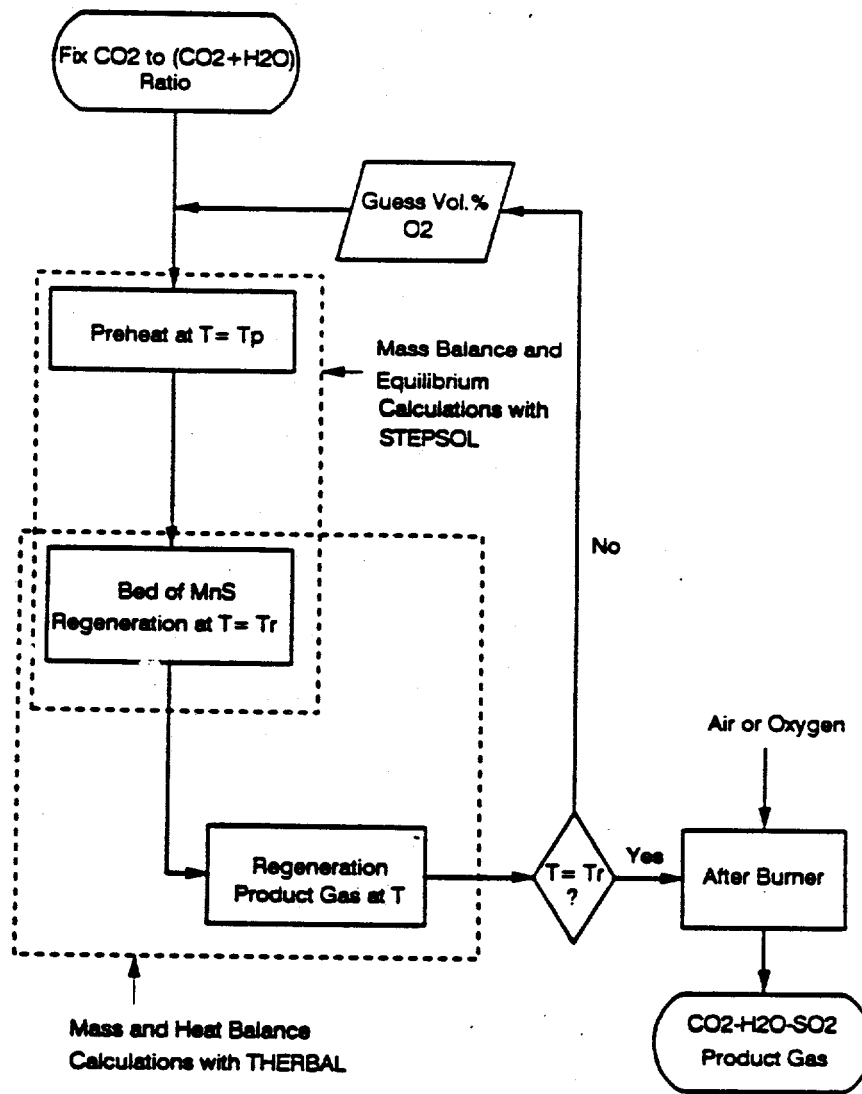 Fix CO2 to (CO2+H2O)
Ratio
Guess Vol.%
O2
Preheat at T= Tp
Mass Balance and
Equilibrium
Calculations with
STEPSOL
No
Bed of MnS
Regeneration at T= Tr
Air or Oxygen
Regeneration
Product Gas at T
T= Tr
?
Yes
After Burner
Mass and Heat Balance
Calculations with THERBAL
CO2-H2O-SO2
Product Gas